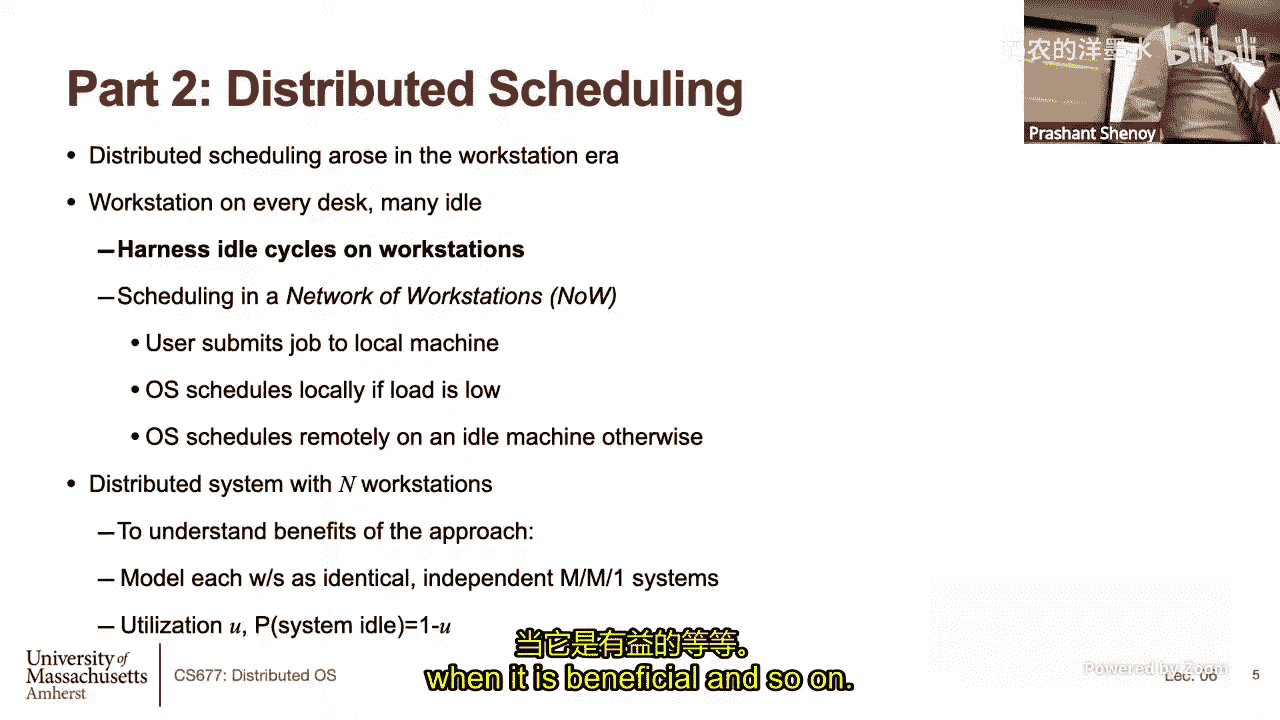 农的洋墨水 bilibili
Part 2: Distributed Scheduling
Prashant Shenoy
• Distributed scheduling arose in the workstation era
• Workstation on every desk, many idle
– Harness idle cycles on workstations
– Scheduling in a Network of Workstations (NoW)
• User submits job to local machine
• OS schedules locally if load is low
• OS schedules remotely on an idle machine otherwise
• Distributed system with N workstations
– To understand benefits of the approach:
– Model each w/s as identical, independent M/M/1 systems
– Utilization u, P(system idle)=1-u
当它是有益的等等。
when it is beneficial and so on.
University of
Massachusetts
Amherst
CS677: Distributed OS
Powered by Zoom
Lec. 06
5